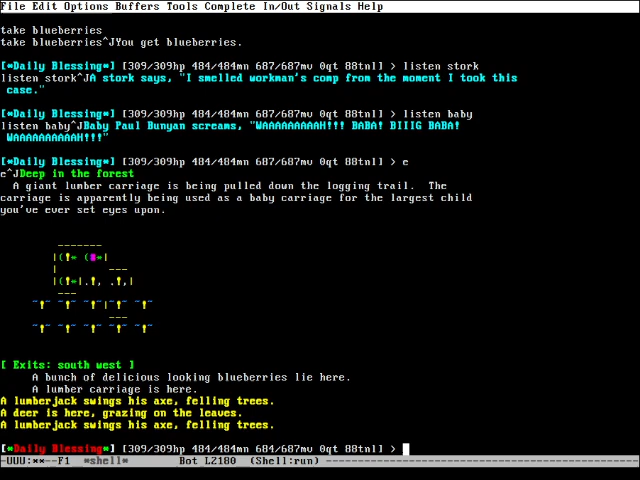 File Edit Options Buffers Tools Complete In/Out Signals Help
take blueberries
take blueberries^JYou get blueberries.
[*Daily Blessing*] [309/309hp 484/484mn 687/687mv 0qt 88tnl] > listen stork
listen stork^JA stork says, "I smelled workman's comp from the moment I took this
case."
[*Daily Blessing*] [309/309hp 484/484mn 687/687mv 0qt 88tnl] > listen baby
listen baby^JBaby Paul Bunyan screams, "WAAAAAAAAAH!!! BABA! BIIIG BABA!
WAAAAAAAAAAH!!!"
[*Daily Blessing*] [309/309hp 484/484mn 687/687mv 0qt 88tnl] > e
e^JDeep in the forest
A giant lumber carriage is being pulled down the logging trail.  The
carriage is apparently being used as a baby carriage for the largest child
you've ever set eyes upon.
[ Exits: south west ]
A bunch of delicious looking blueberries lie here.
A lumber carriage is here.
A lumberjack swings his axe, felling trees.
A deer is here, grazing on the leaves.
A lumberjack swings his axe, felling trees.
[*Daily Blessing*] [309/309hp 484/484mn 684/687mv 0qt 88tnl] >
-UUU:**--F1  *shell*        Bot L2180  (Shell:run)